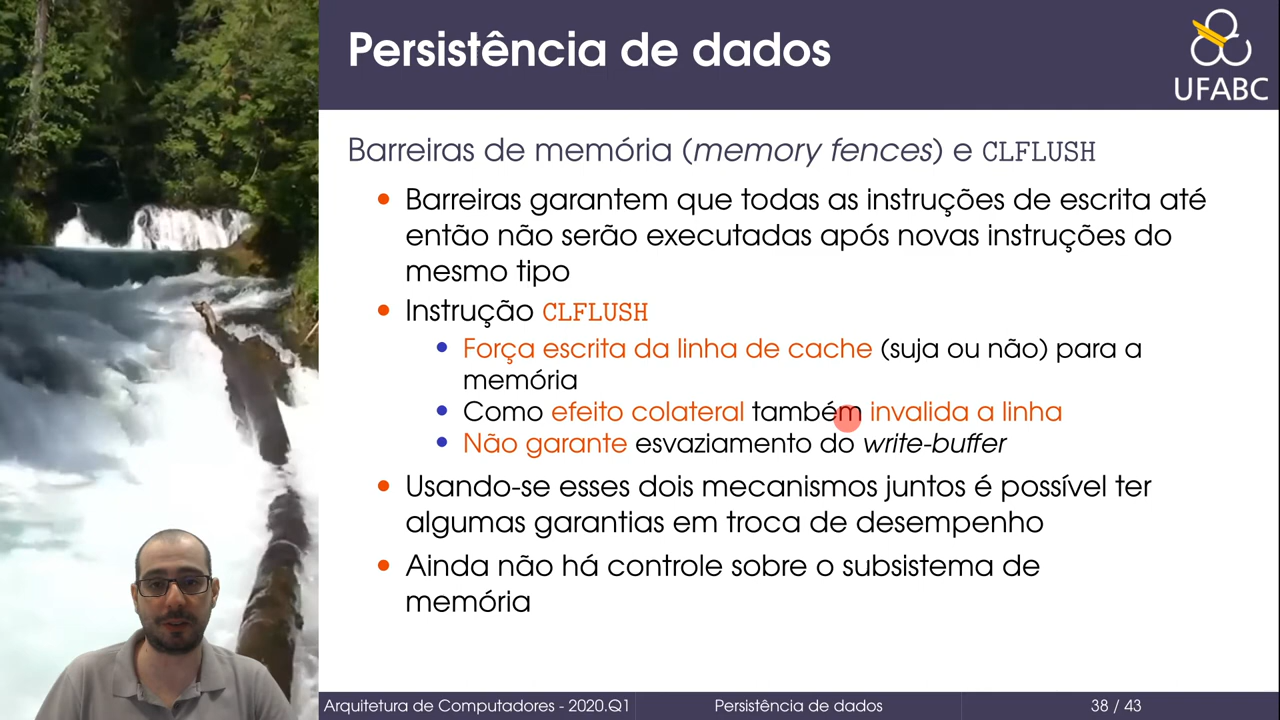 Persistência de dados
UFABC
Barreiras de memória (memory fences) e CLFLUSH
Barreiras garantem que todas as instruções de escrita até
então não serão executadas após novas instruções do
mesmo tipo
Instrução CLFLUSH
Força escrita da linha de cache (suja ou não) para a
memória
Como efeito colateral também invalida a linha
Não garante esvaziamento do write-buffer
Usando-se esses dois mecanismos juntos é possível ter
algumas garantias em troca de desempenho
Ainda não há controle sobre o subsistema de
memória
Arquitetura de Computadores - 2020.Q1
Persistência de dados
38 / 43